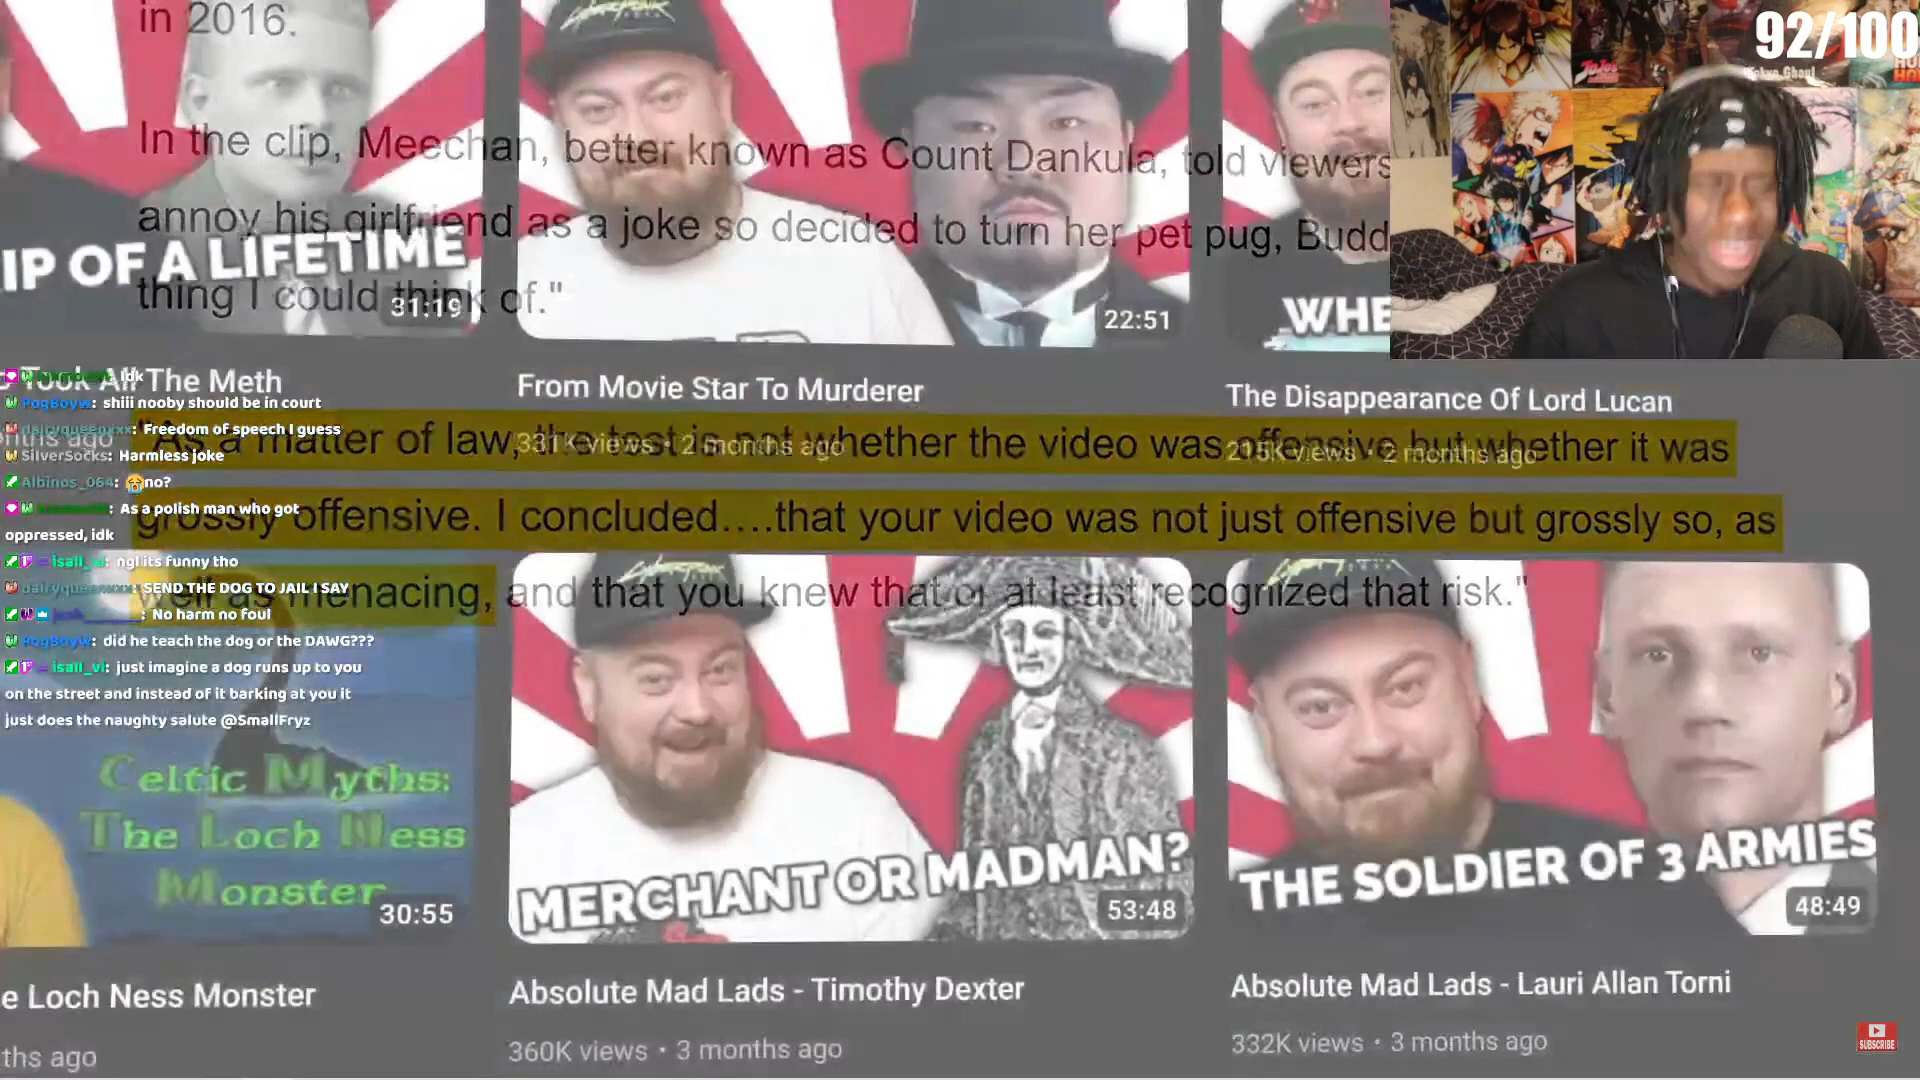 in 2016.
92/100
In the clip, Meechan, better known as Count Dankula, told viewers
annoy his girlfriend as a joke so decided to turn her pet pug, Budd
thing I could think of."
IP OF A LIFETIME
31:19
22:51
WHE
Took All The Meth
From Movie Star To Murderer
The Disappearance Of Lord Lucan
nths ago
331K views • 2 months ago
215K views • 2 months ago
"As a matter of law, the test is not whether the video was offensive but whether it was
grossly offensive. I concluded....that your video was not just offensive but grossly so, as
menacing, and that you knew that or at least recognized that risk."
: idk
PogBoyW: shiii nooby should be in court
dairyqueenxxx: Freedom of speech I guess
SilverSocks: Harmless joke
Albinos_064: 😭no?
: As a polish man who got
oppressed, idk
isall_vi: ngl its funny tho
dairyqueenxxx: SEND THE DOG TO JAIL I SAY
: No harm no foul
PogBoyW: did he teach the dog or the DAWG???
isall_vi: just imagine a dog runs up to you
on the street and instead of it barking at you it
just does the naughty salute @SmallFryz
Celtic Myths:
The Loch Ness
Monster
30:55
MERCHANT OR MADMAN?
53:48
THE SOLDIER OF 3 ARMIES
48:49
e Loch Ness Monster
Absolute Mad Lads - Timothy Dexter
Absolute Mad Lads - Lauri Allan Torni
ths ago
360K views • 3 months ago
332K views • 3 months ago
SUBSCRIBE